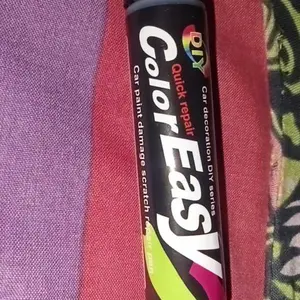 DIY
Car decoration DIY series
Quick repair
Color Easy
Car paint damage scratch